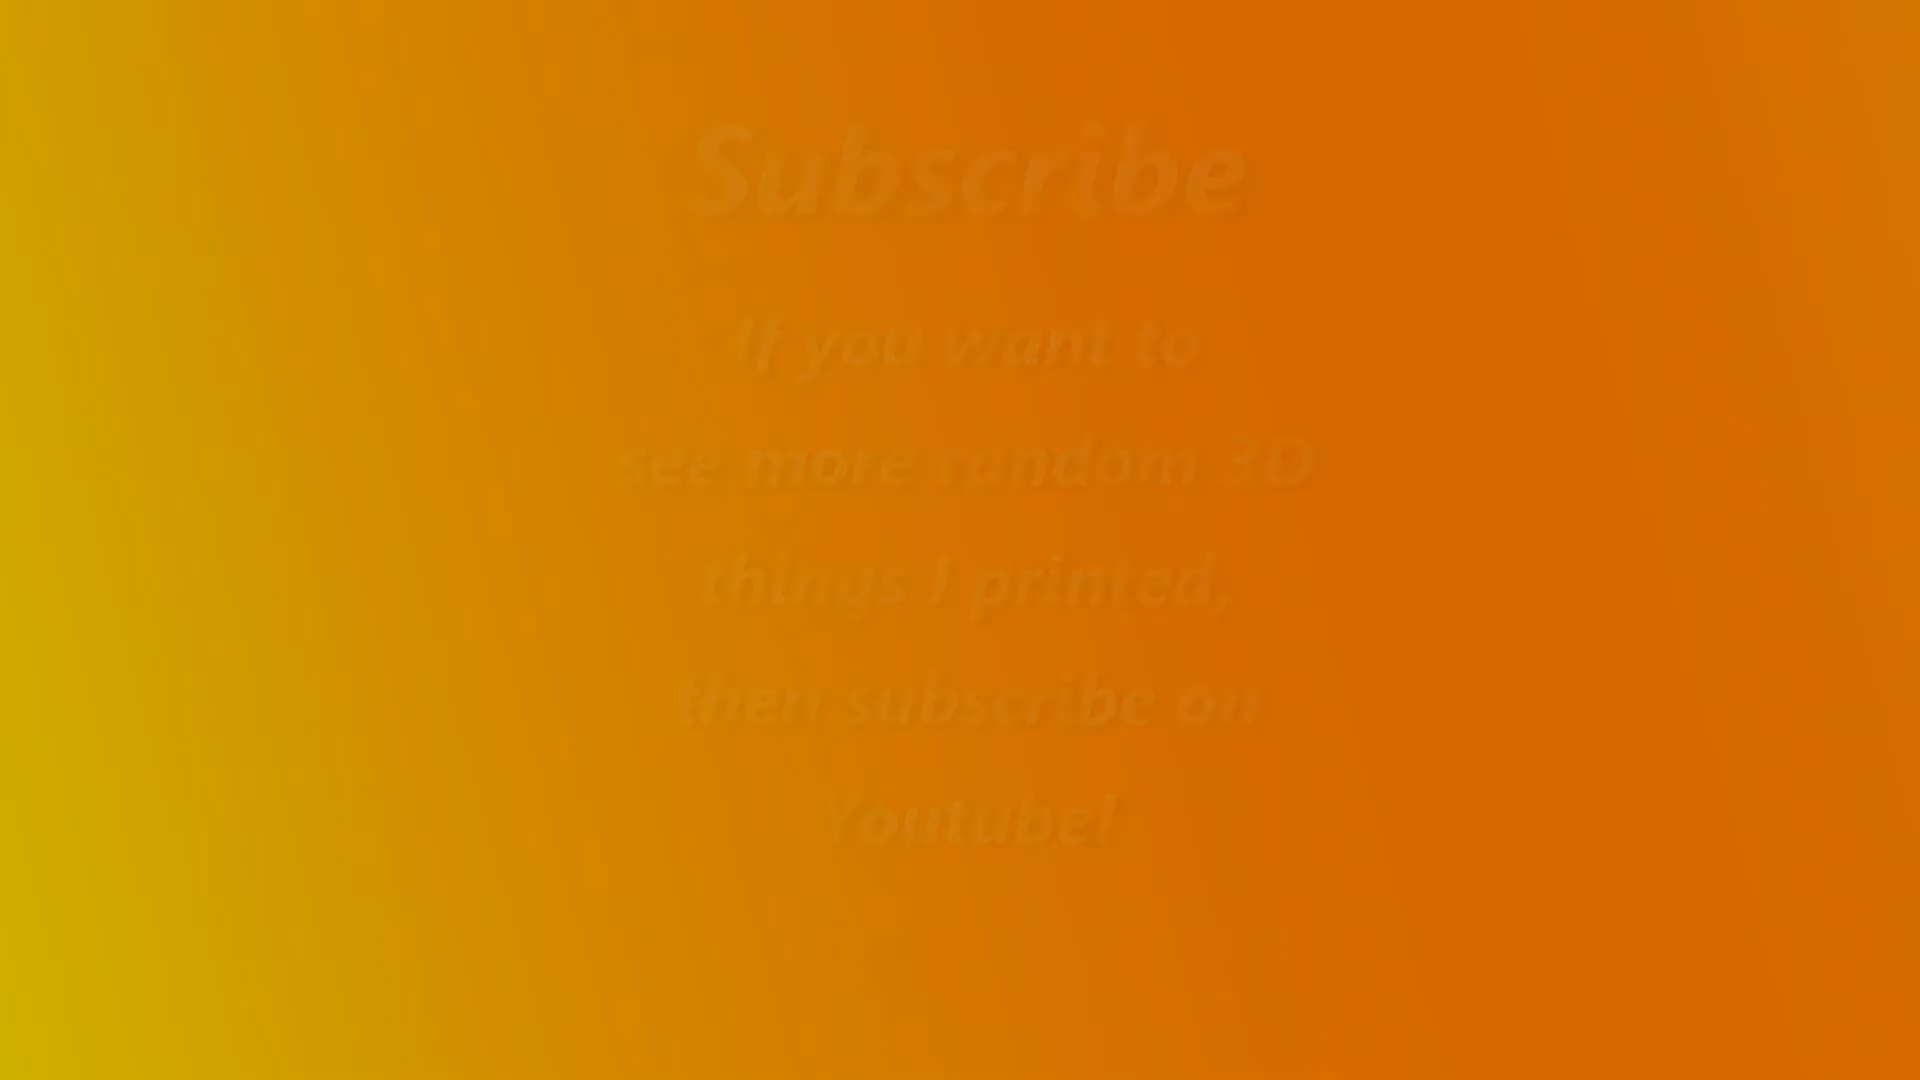 Subscribe
If you want to
see more random 3D
things I printed,
then subscribe on
Youtube!